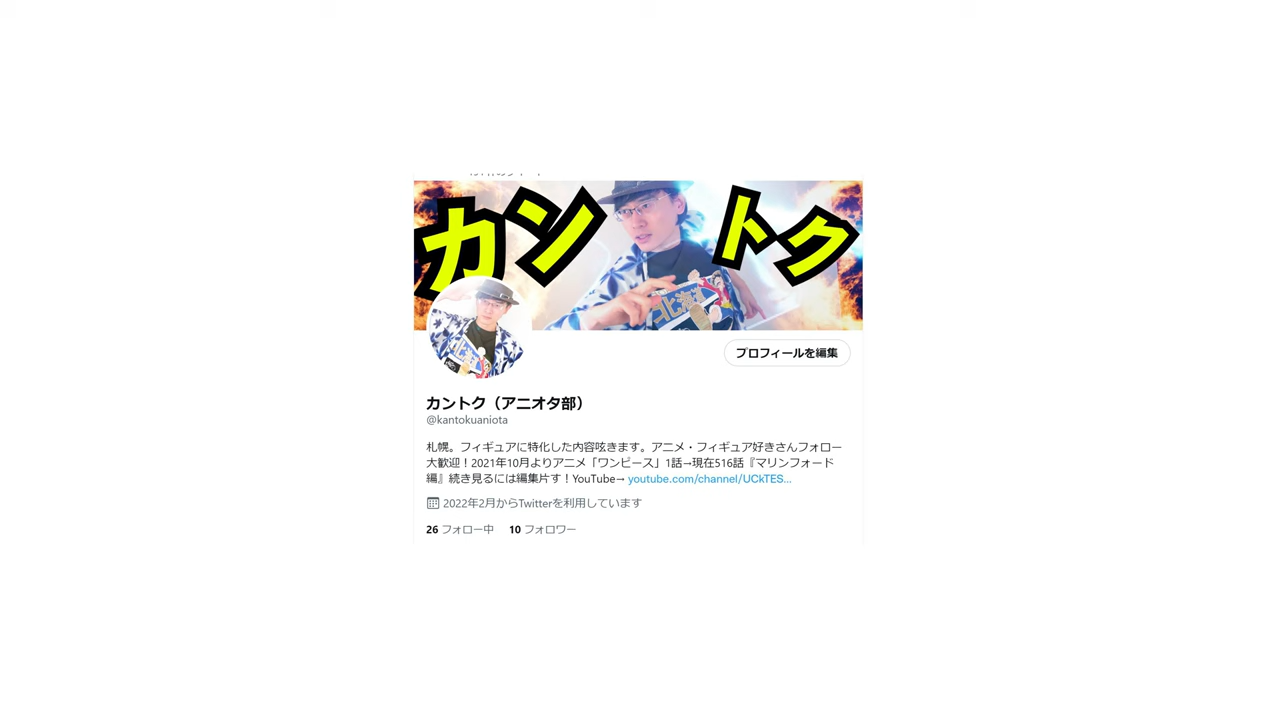 カントク
北海道
プロフィールを編集
カントク（アニオタ部）
@kantokuaniota
札幌。フィギュアに特化した内容呟きます。アニメ・フィギュア好きさんフォロー
大歓迎！2021年10月よりアニメ「ワンピース」1話→現在516話『マリンフォード
編』続き見るには編集片す！YouTube→ youtube.com/channel/UCkTES...
2022年2月からTwitterを利用しています
26 フォロー中 10 フォロワー